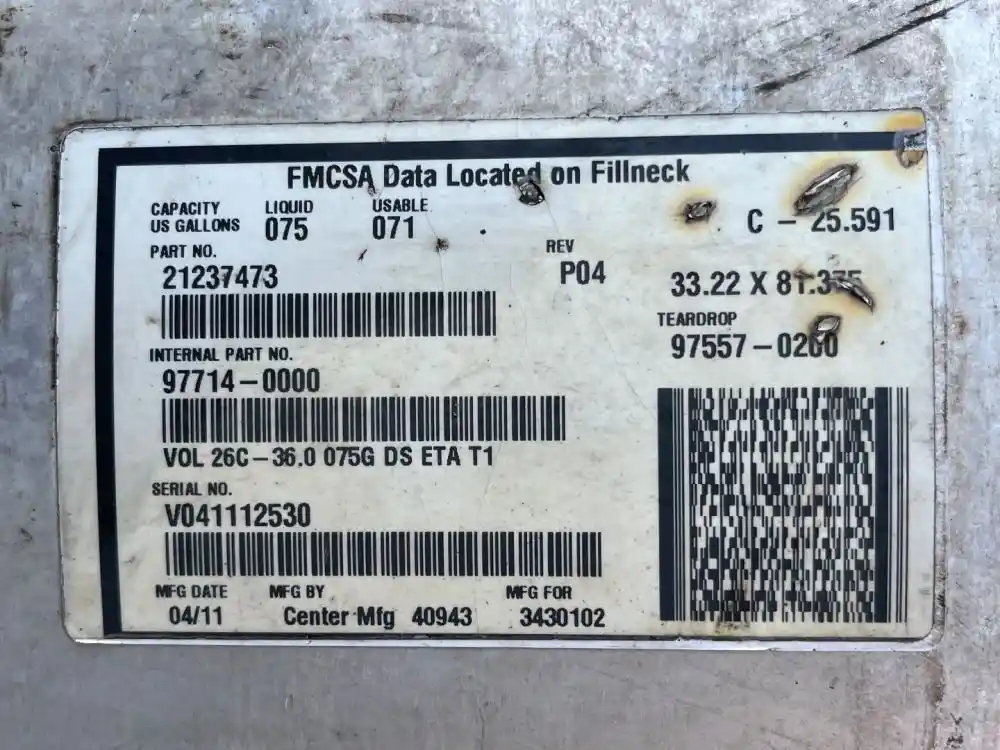 FMCSA Data Located on Fillneck
CAPACITY US GALLONS
LIQUID 075
USABLE 071
C - 25.591
PART NO.
21237473
REV
P04
33.22 X 81.375
TEARDROP
97557-0200
INTERNAL PART NO.
97714-0000
VOL 26C-36.0 075G DS ETA T1
SERIAL NO.
V041112530
MFG DATE
04/11
MFG BY
Center Mfg 40943
MFG FOR
3430102